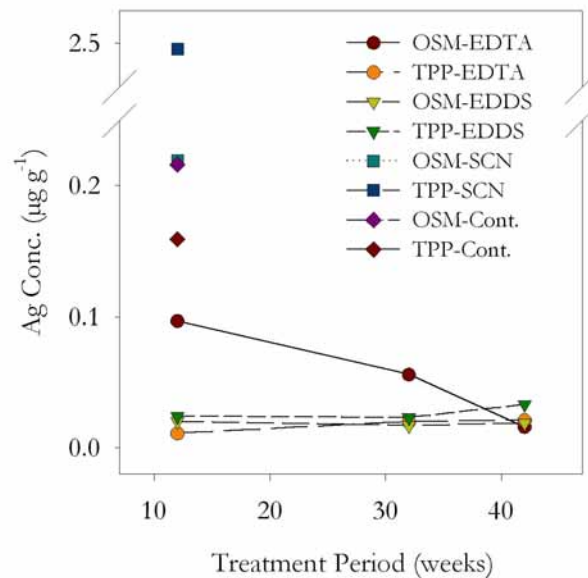 2.5
0.2
0.1
0.0
Ag Conc. (µg g⁻¹)
OSM-EDTA
TPP-EDTA
OSM-EDDS
TPP-EDDS
OSM-SCN
TPP-SCN
OSM-Cont.
TPP-Cont.
10 20 30 40
Treatment Period (weeks)